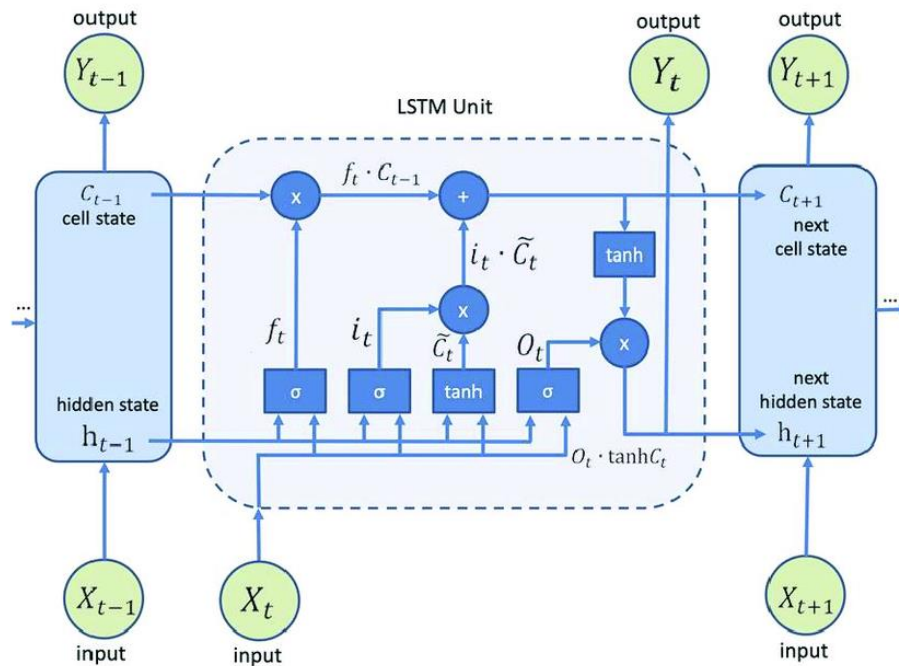 output
output
output
Y_{t−1}
Y_t
Y_{t+1}
LSTM Unit
C_{t−1}
cell state
x
f_t · C_{t−1}
+
C_{t+1}
next
cell state
tanh
i_t · C̃_t
...
...
f_t
i_t
x
C̃_t
O_t
x
σ
σ
tanh
σ
hidden state
h_{t−1}
next
hidden state
h_{t+1}
O_t · tanhC_t
X_{t−1}
X_t
X_{t+1}
input
input
input